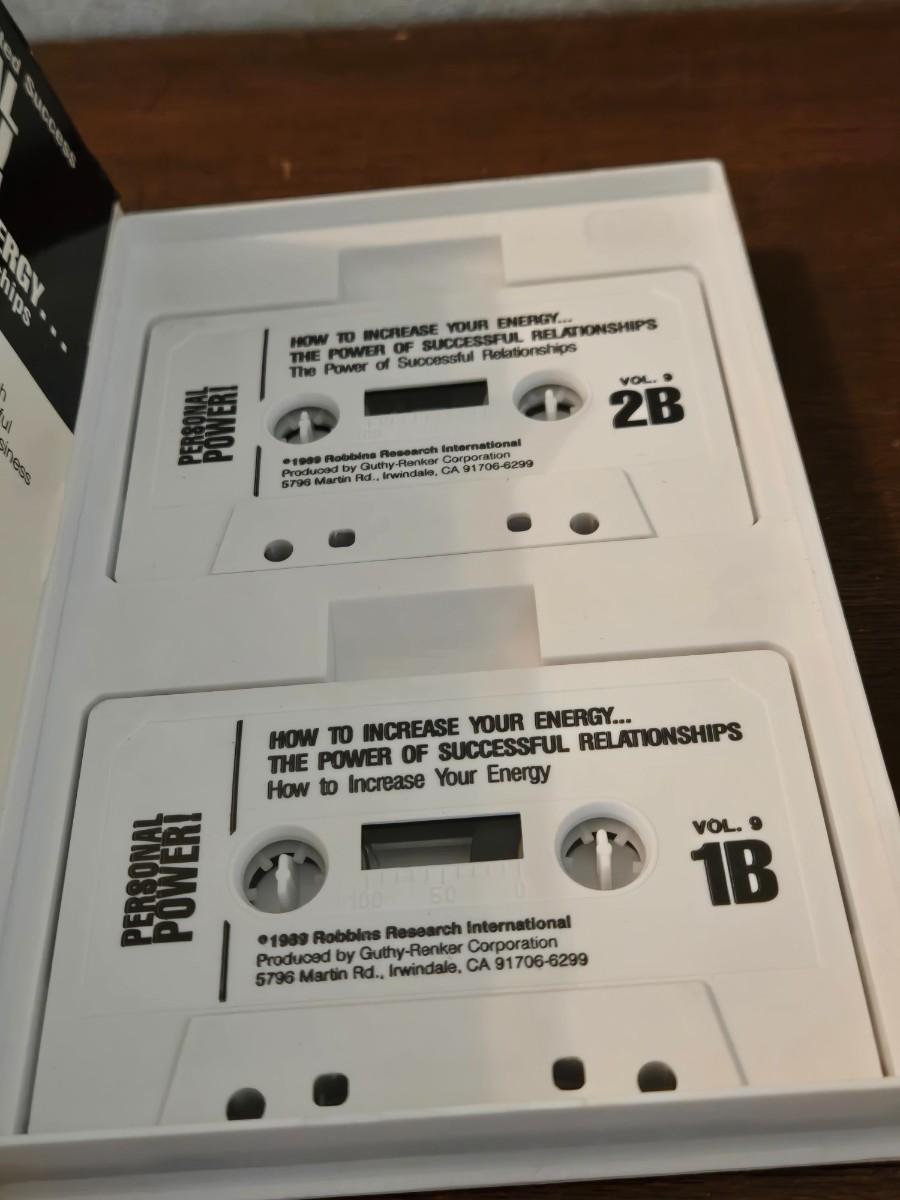 Success
ERGY...
HOW TO INCREASE YOUR ENERGY...
THE POWER OF SUCCESSFUL RELATIONSHIPS
The Power of Successful Relationships
PERSONAL
POWER!
VOL. 9
2B
©1989 Robbins Research International
Produced by Guthy-Renker Corporation
5796 Martin Rd., Irwindale, CA 91706-6299
HOW TO INCREASE YOUR ENERGY...
THE POWER OF SUCCESSFUL RELATIONSHIPS
How to Increase Your Energy
PERSONAL
POWER!
VOL. 9
1B
100 50 0
©1989 Robbins Research International
Produced by Guthy-Renker Corporation
5796 Martin Rd., Irwindale, CA 91706-6299